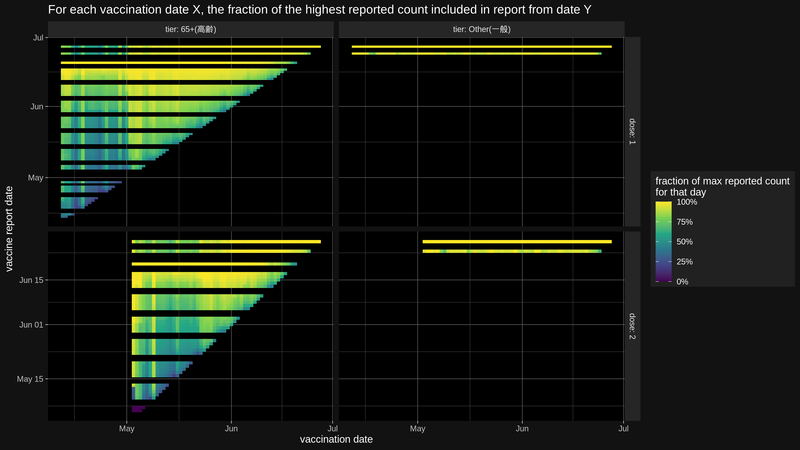 For each vaccination date X, the fraction of the highest reported count included in report from date Y
tier: 65+(高齢)
tier: Other(一般)
Jul
Jun
May
dose: 1
Jun 15
Jun 01
May 15
dose: 2
vaccine report date
May
Jun
Jul
May
Jun
Jul
vaccination date
fraction of max reported count
for that day
100%
75%
50%
25%
0%